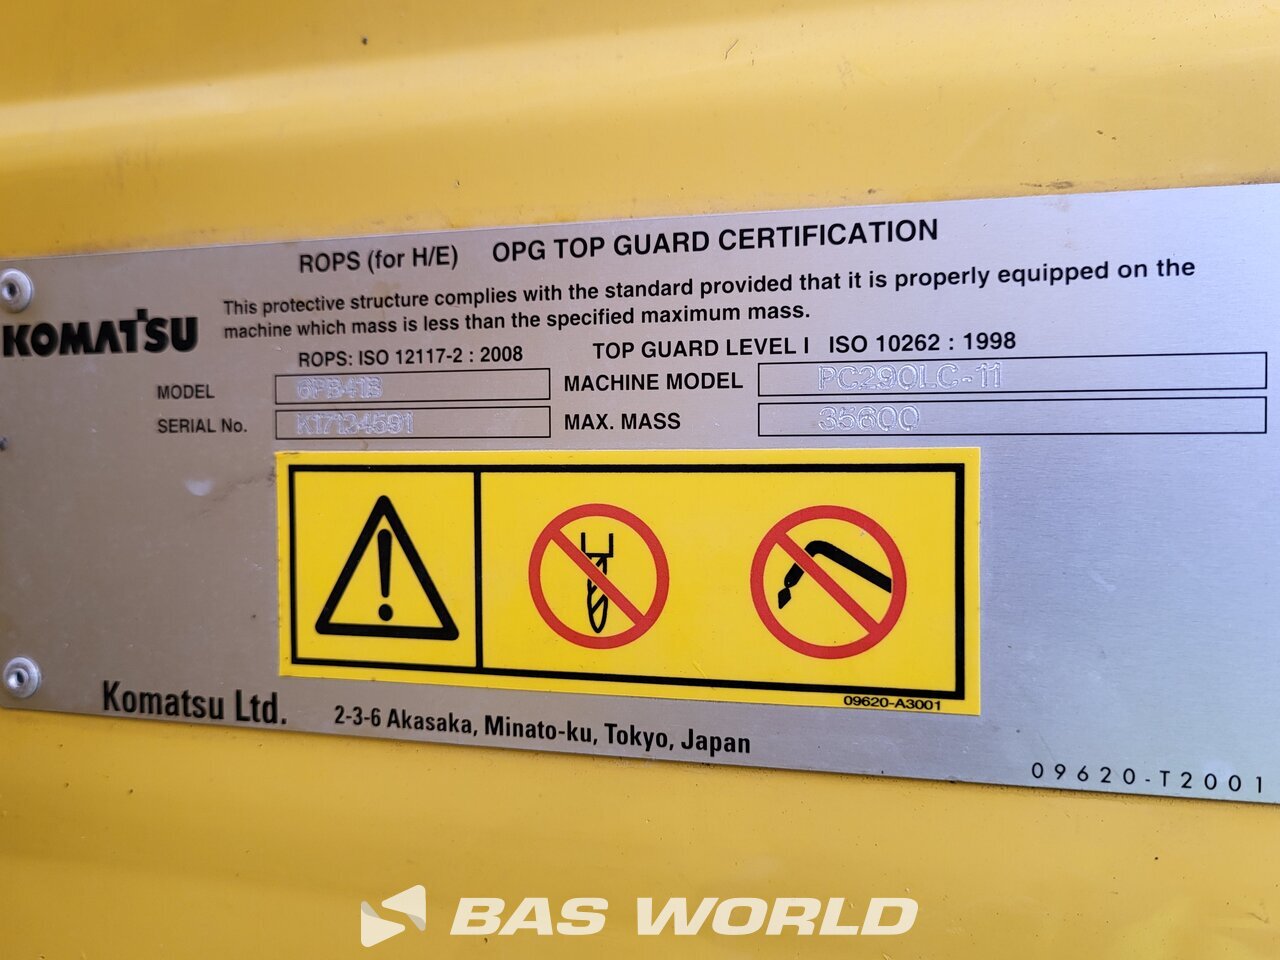 ROPS (for H/E) OPG TOP GUARD CERTIFICATION
KOMATSU
This protective structure complies with the standard provided that it is properly equipped on the
machine which mass is less than the specified maximum mass.
ROPS: ISO 12117-2 : 2008 TOP GUARD LEVEL I ISO 10262 : 1998
MODEL 6PB41B MACHINE MODEL PC290LC-11
SERIAL No. K17134591 MAX. MASS 35600
09620-A3001
Komatsu Ltd. 2-3-6 Akasaka, Minato-ku, Tokyo, Japan
09620-T2001
BAS WORLD